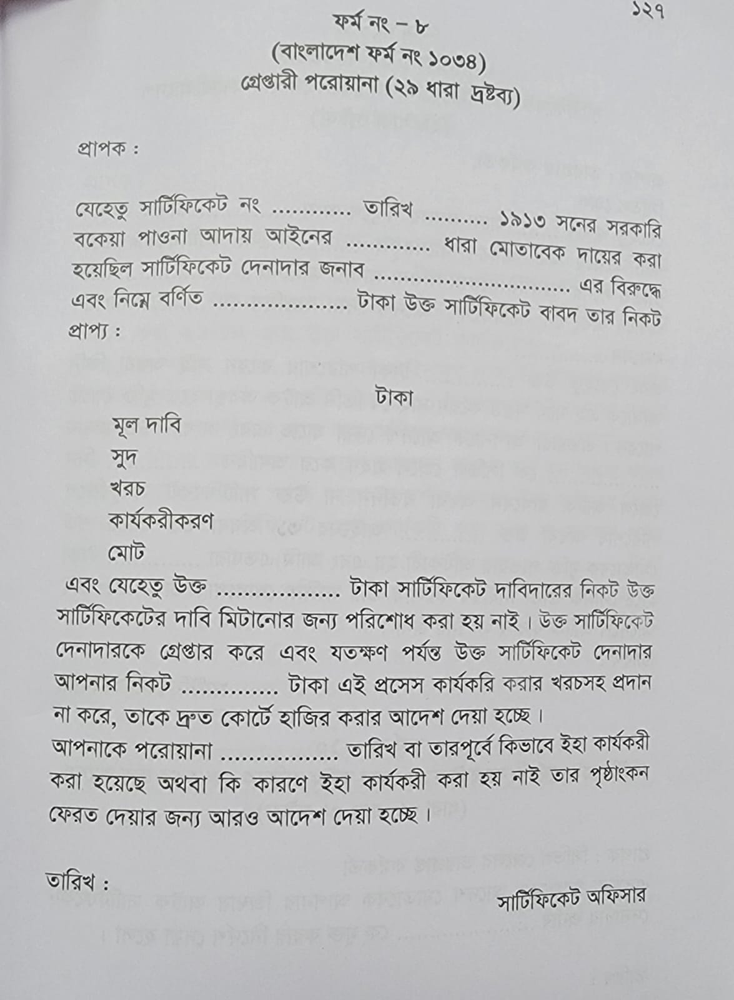 ১২৭
ফর্ম নং – ৮
(বাংলাদেশ ফর্ম নং ১০৩৪)
গ্রেপ্তারী পরোয়ানা (২৯ ধারা দ্রষ্টব্য)
প্রাপক :
যেহেতু সার্টিফিকেট নং ............ তারিখ .......... ১৯১৩ সনের সরকারি
বকেয়া পাওনা আদায় আইনের ............. ধারা মোতাবেক দায়ের করা
হয়েছিল সার্টিফিকেট দেনাদার জনাব .............................. এর বিরুদ্ধে
এবং নিম্নে বর্ণিত .................... টাকা উক্ত সার্টিফিকেট বাবদ তার নিকট
প্রাপ্য :
টাকা
মূল দাবি
সুদ
খরচ
কার্যকরীকরণ
মোট
এবং যেহেতু উক্ত ................... টাকা সার্টিফিকেট দাবিদারের নিকট উক্ত
সার্টিফিকেটের দাবি মিটানোর জন্য পরিশোধ করা হয় নাই। উক্ত সার্টিফিকেট
দেনাদারকে গ্রেপ্তার করে এবং যতক্ষণ পর্যন্ত উক্ত সার্টিফিকেট দেনাদার
আপনার নিকট ............... টাকা এই প্রসেস কার্যকরি করার খরচসহ প্রদান
না করে, তাকে দ্রুত কোর্টে হাজির করার আদেশ দেয়া হচ্ছে।
আপনাকে পরোয়ানা .................. তারিখ বা তারপূর্বে কিভাবে ইহা কার্যকরী
করা হয়েছে অথবা কি কারণে ইহা কার্যকরী করা হয় নাই তার পৃষ্ঠাংকন
ফেরত দেয়ার জন্য আরও আদেশ দেয়া হচ্ছে।
তারিখ :
সার্টিফিকেট অফিসার